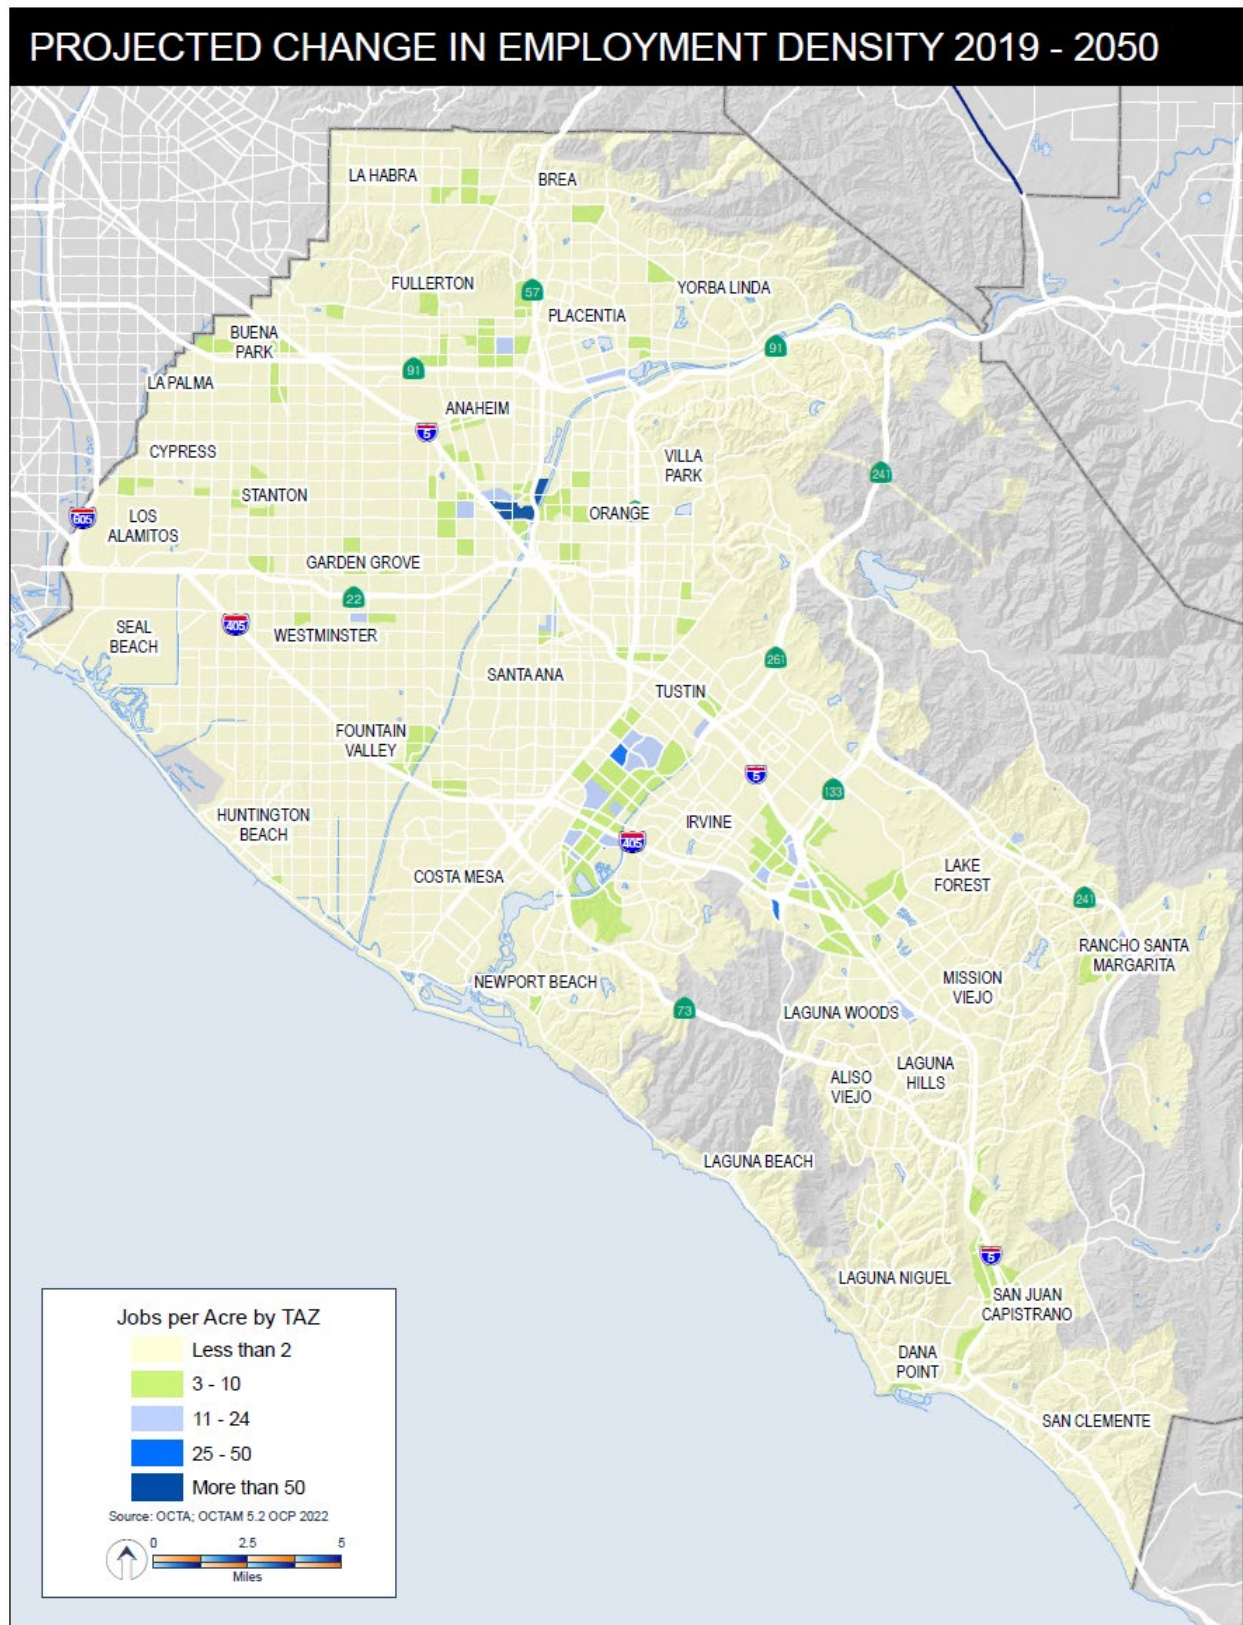 PROJECTED CHANGE IN EMPLOYMENT DENSITY 2019 - 2050
LA HABRA
BREA
FULLERTON
57
YORBA LINDA
PLACENTIA
BUENA
PARK
91
91
LA PALMA
ANAHEIM
5
CYPRESS
VILLA
PARK
241
STANTON
ORANGE
605
LOS
ALAMITOS
GARDEN GROVE
22
405
SEAL
BEACH
WESTMINSTER
261
SANTA ANA
TUSTIN
FOUNTAIN
VALLEY
5
133
HUNTINGTON
BEACH
IRVINE
405
COSTA MESA
LAKE
FOREST
241
RANCHO SANTA
MARGARITA
NEWPORT BEACH
MISSION
VIEJO
73
LAGUNA WOODS
LAGUNA
HILLS
ALISO
VIEJO
LAGUNA BEACH
5
LAGUNA NIGUEL
SAN JUAN
CAPISTRANO
DANA
POINT
SAN CLEMENTE
Jobs per Acre by TAZ
Less than 2
3 - 10
11 - 24
25 - 50
More than 50
Source: OCTA; OCTAM 5.2 OCP 2022
0 2.5 5
Miles